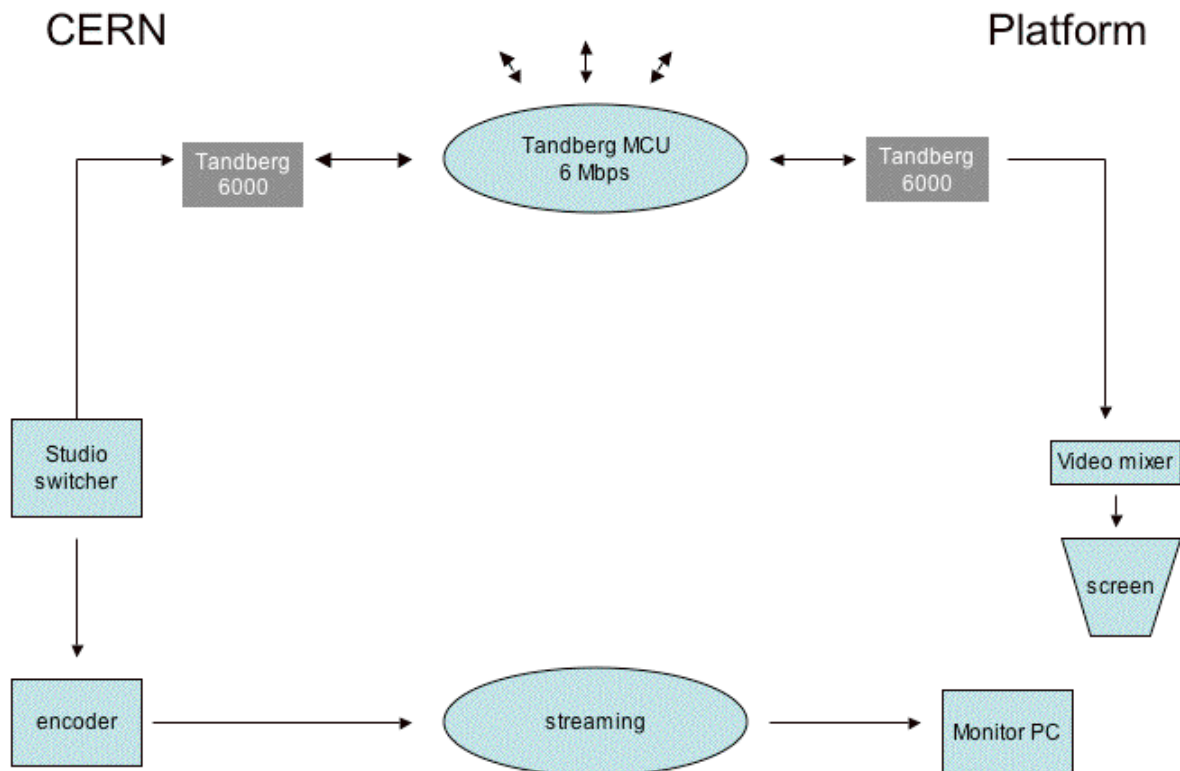 CERN
Platform
Tandberg MCU
6 Mbps
Tandberg
6000
Tandberg
6000
Studio
switcher
Video mixer
screen
encoder
streaming
Monitor PC